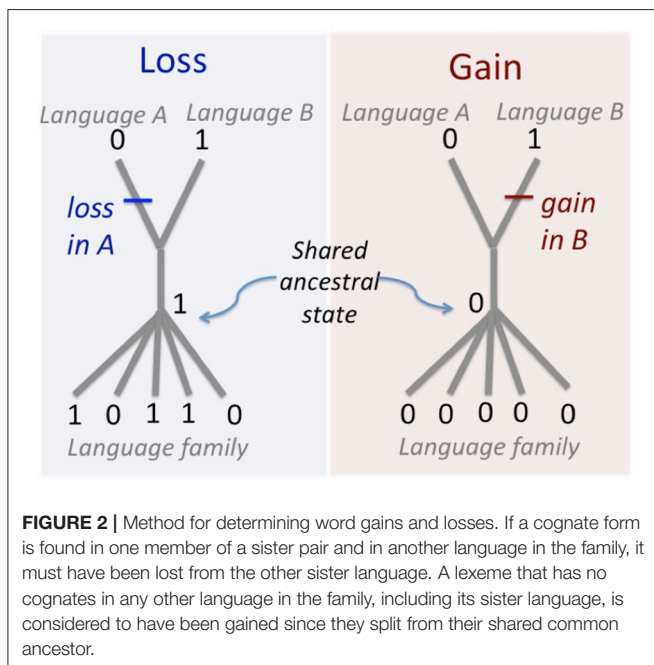 Loss
Gain
Language A Language B
Language A Language B
0 1
0 1
loss
in A
gain
in B
Shared
ancestral
state
1
0
1 0 1 1 0
0 0 0 0 0
Language family
Language family
FIGURE 2 | Method for determining word gains and losses. If a cognate form
is found in one member of a sister pair and in another language in the family, it
must have been lost from the other sister language. A lexeme that has no
cognates in any other language in the family, including its sister language, is
considered to have been gained since they split from their shared common
ancestor.